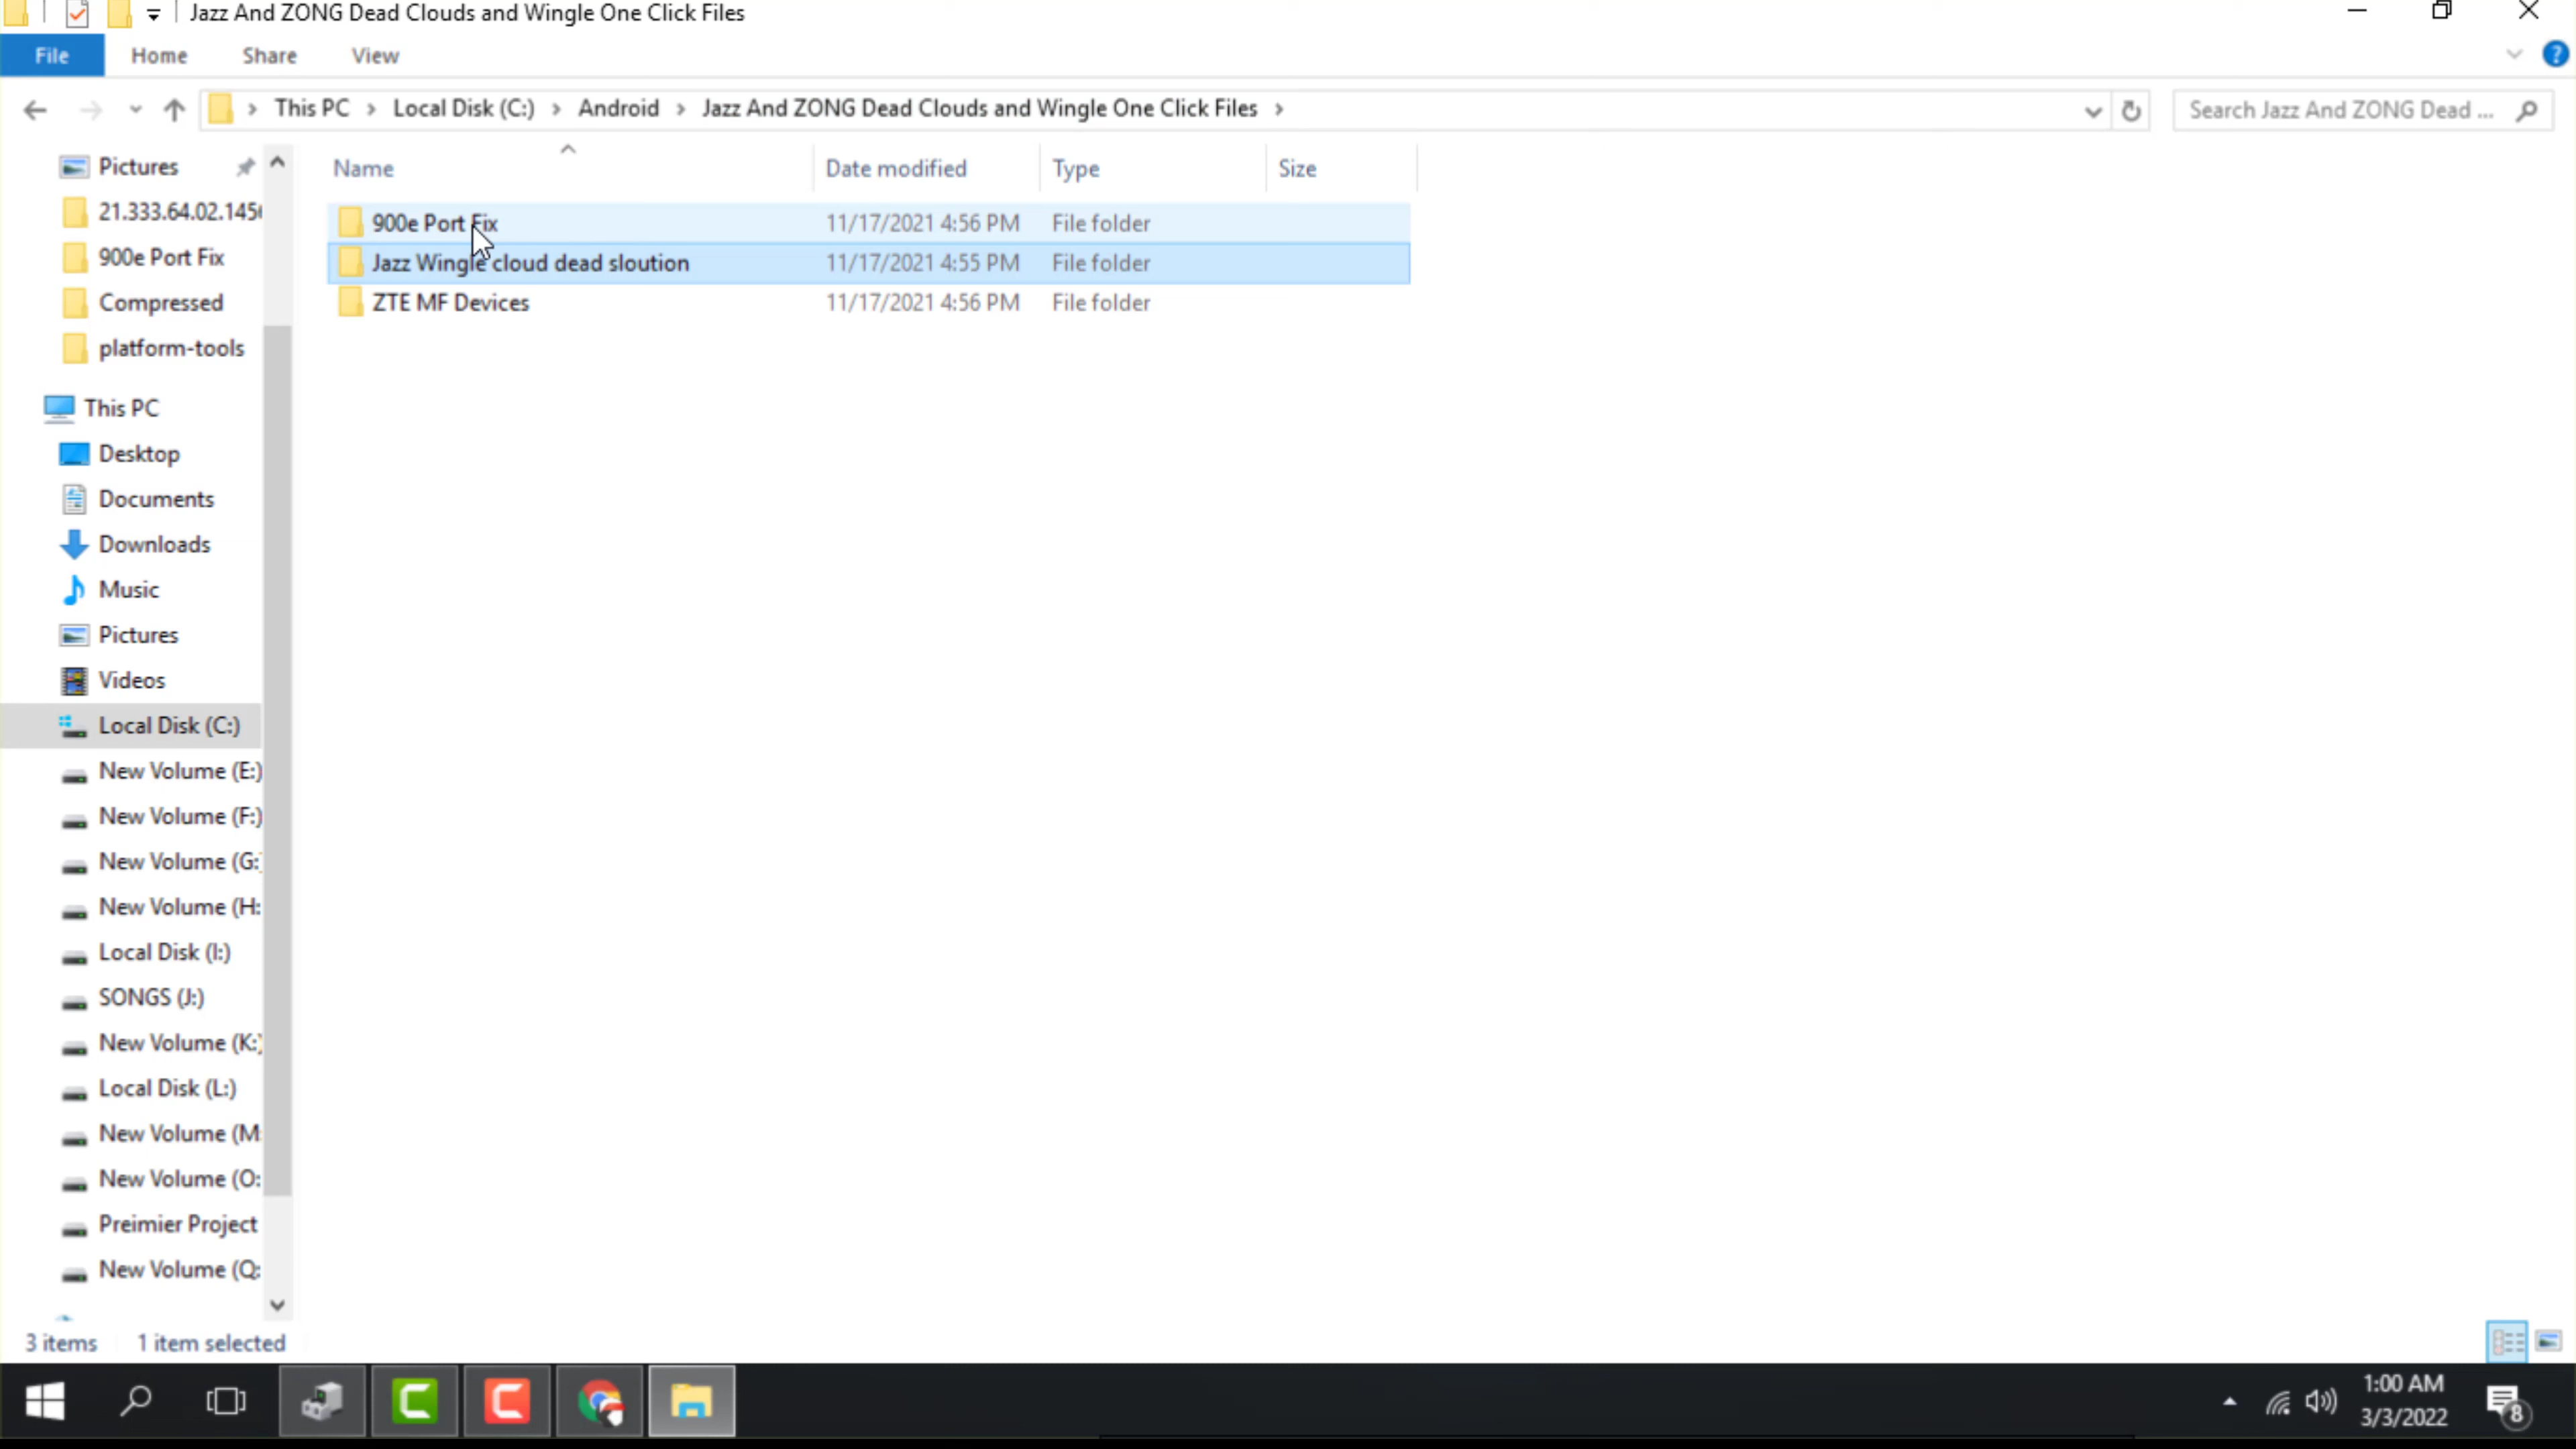 Jazz And ZONG Dead Clouds and Wingle One Click Files
File Home Share View
This PC Local Disk (C:) Android Jazz And ZONG Dead Clouds and Wingle One Click Files
Search Jazz And ZONG Dead ...
Name Date modified Type Size
900e Port Fix 11/17/2021 4:56 PM File folder
Jazz Wingle cloud dead sloution 11/17/2021 4:55 PM File folder
ZTE MF Devices 11/17/2021 4:56 PM File folder
Pictures
21.333.64.02.145
900e Port Fix
Compressed
platform-tools
This PC
Desktop
Documents
Downloads
Music
Pictures
Videos
Local Disk (C:)
New Volume (E:)
New Volume (F:)
New Volume (G:
New Volume (H:
Local Disk (I:)
SONGS (J:)
New Volume (K:)
Local Disk (L:)
New Volume (M:
New Volume (O:
Preimier Project
New Volume (Q:
3 items 1 item selected
1:00 AM
3/3/2022
8